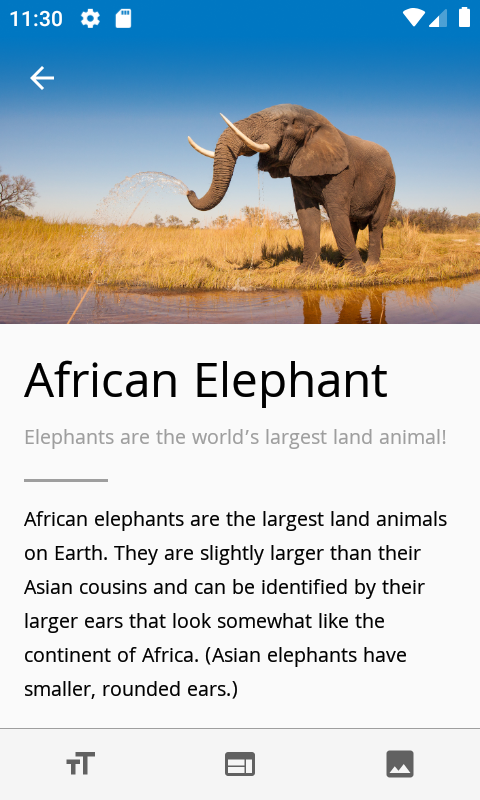 11:30
African Elephant
Elephants are the world’s largest land animal!
African elephants are the largest land animals
on Earth. They are slightly larger than their
Asian cousins and can be identified by their
larger ears that look somewhat like the
continent of Africa. (Asian elephants have
smaller, rounded ears.)